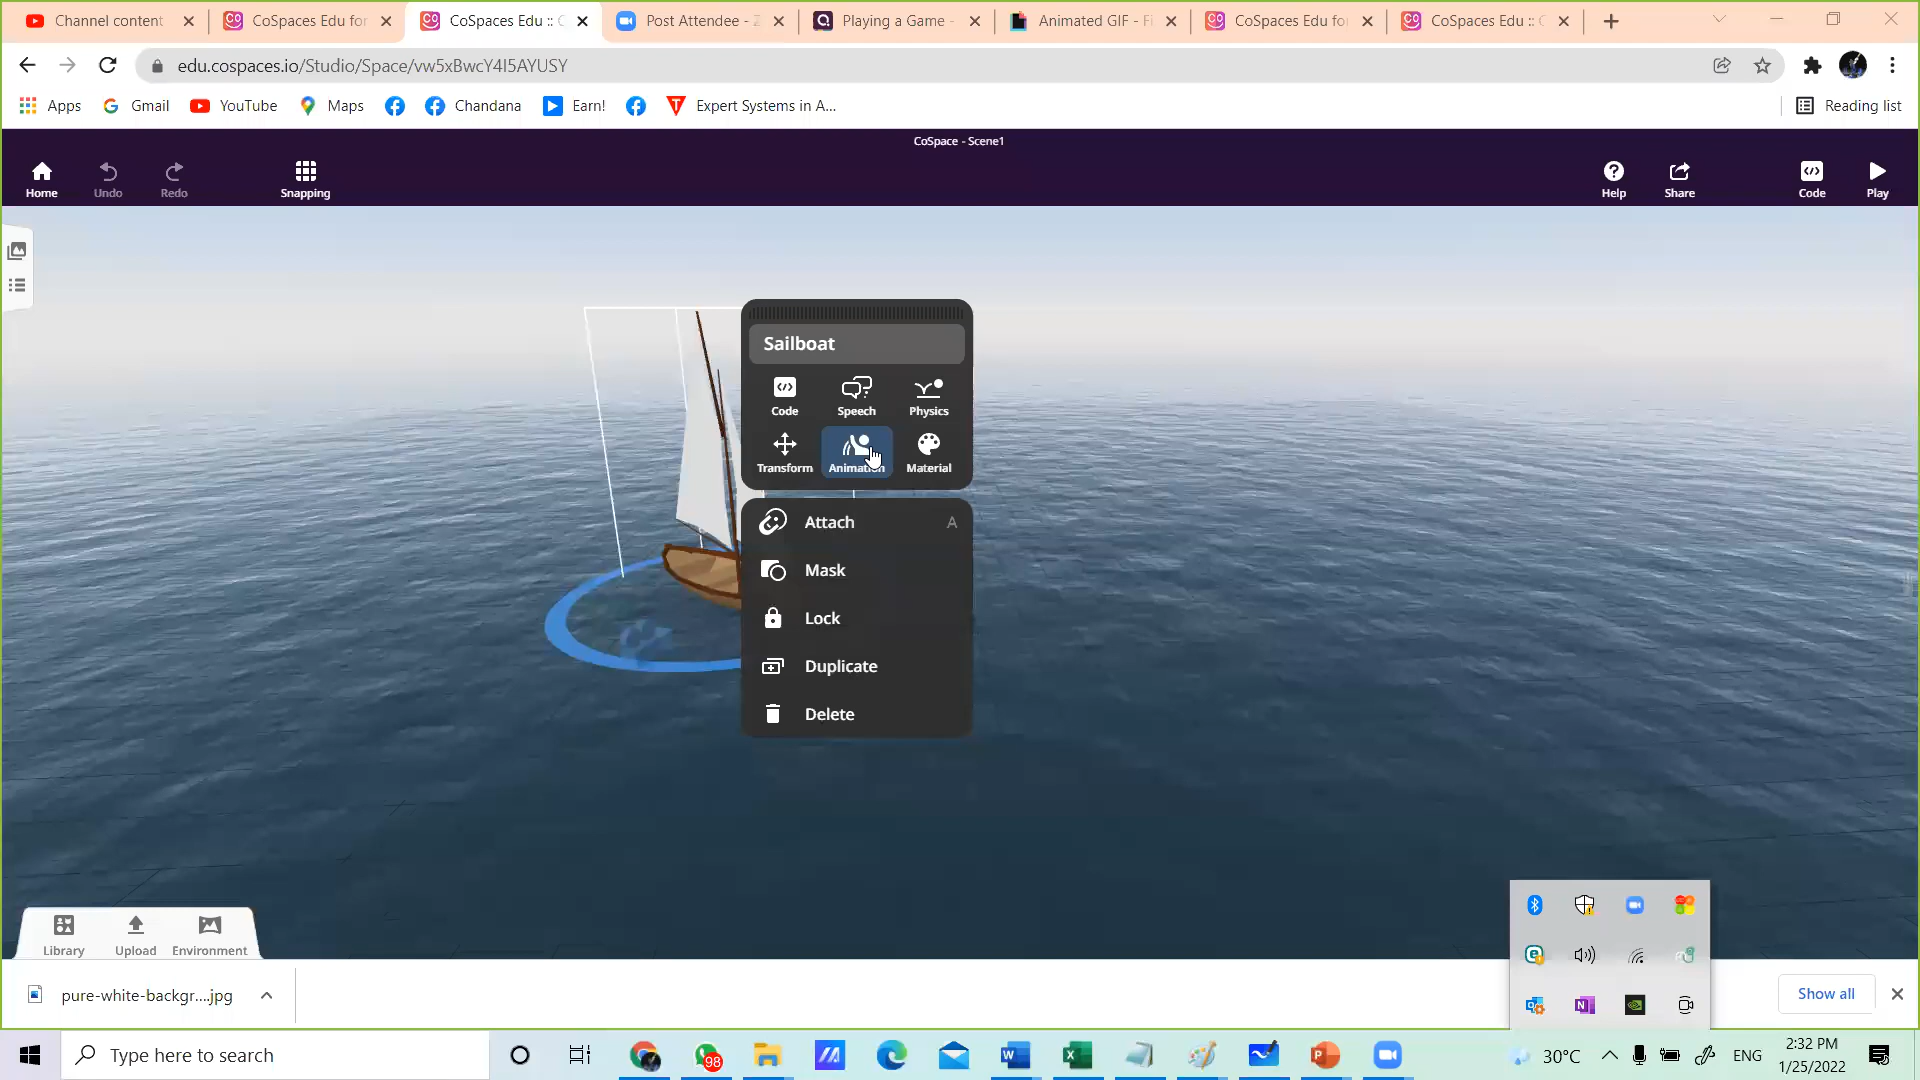 Channel content
CoSpaces Edu for
CoSpaces Edu :: C
Post Attendee - Z
Playing a Game -
Animated GIF - Fi
CoSpaces Edu fo
CoSpaces Edu :: C
edu.cospaces.io/Studio/Space/vw5xBwcY4I5AYUSY
Apps
Gmail
YouTube
Maps
Chandana
Earn!
Expert Systems in A...
Reading list
CoSpace - Scene1
Home
Undo
Redo
Snapping
Help
Share
Code
Play
Sailboat
Code
Speech
Physics
Transform
Animation
Material
Attach A
Mask
Lock
Duplicate
Delete
Library
Upload
Environment
pure-white-backgr....jpg
Show all
Type here to search
98
30°C
ENG
2:32 PM
1/25/2022